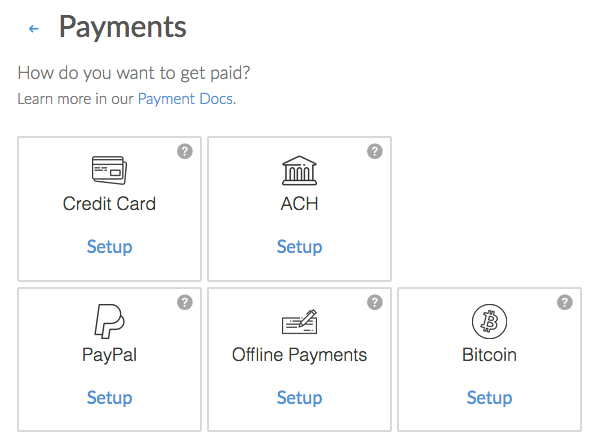 ← Payments
How do you want to get paid?
Learn more in our Payment Docs.
? ?
Credit Card ACH
Setup Setup
? ? ?
PayPal Offline Payments Bitcoin
Setup Setup Setup